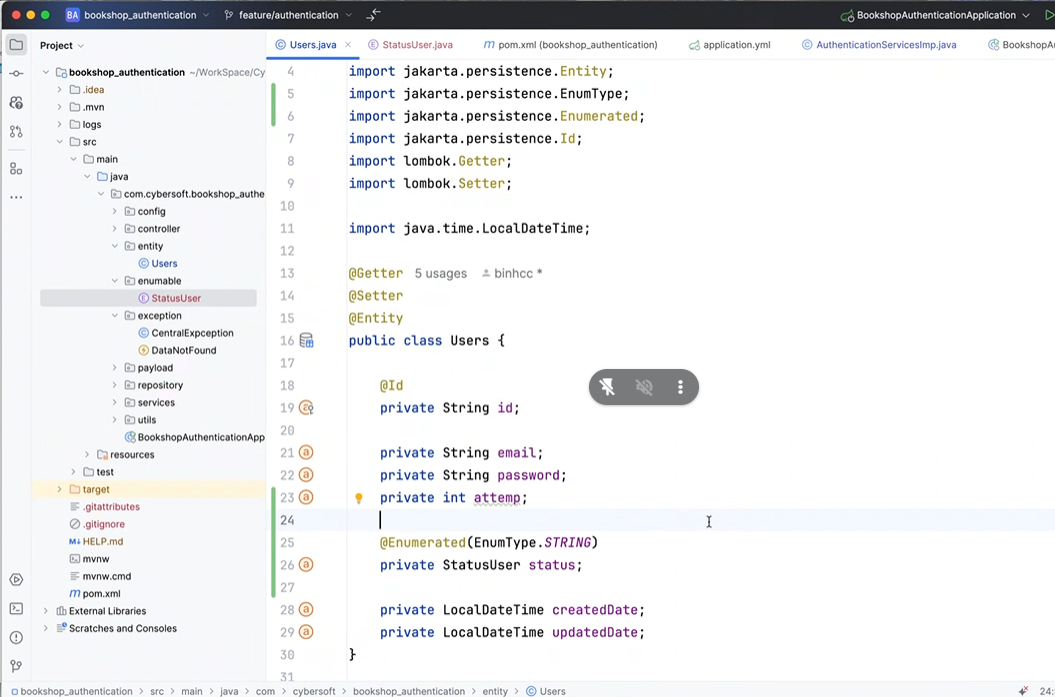 BA bookshop_authentication feature/authentication BookshopAuthenticationApplication
Project
Users.java StatusUser.java pom.xml (bookshop_authentication) application.yml AuthenticationServicesImp.java BookshopAu
bookshop_authentication ~/WorkSpace/Cy
.idea
.mvn
logs
src
main
java
com.cybersoft.bookshop_authe
config
controller
entity
Users
enumable
StatusUser
exception
CentralExpception
DataNotFound
payload
repository
services
utils
BookshopAuthenticationApp
resources
test
target
.gitattributes
.gitignore
HELP.md
mvnw
mvnw.cmd
pom.xml
External Libraries
Scratches and Consoles
4 import jakarta.persistence.Entity;
5 import jakarta.persistence.EnumType;
6 import jakarta.persistence.Enumerated;
7 import jakarta.persistence.Id;
8 import lombok.Getter;
9 import lombok.Setter;
10
11 import java.time.LocalDateTime;
12
13 @Getter 5 usages binhcc *
14 @Setter
15 @Entity
16 public class Users {
17
18 @Id
19 private String id;
20
21 private String email;
22 private String password;
23 private int attemp;
24
25 @Enumerated(EnumType.STRING)
26 private StatusUser status;
27
28 private LocalDateTime createdDate;
29 private LocalDateTime updatedDate;
30 }
31
bookshop_authentication > src > main > java > com > cybersoft > bookshop_authentication > entity > Users 24: